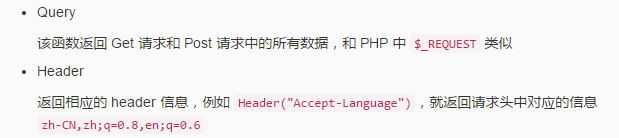 Query
该函数返回 Get 请求和 Post 请求中的所有数据，和 PHP 中 $_REQUEST 类似
Header
返回相应的 header 信息，例如 Header("Accept-Language")，就返回请求头中对应的信息
zh-CN,zh;q=0.8,en;q=0.6